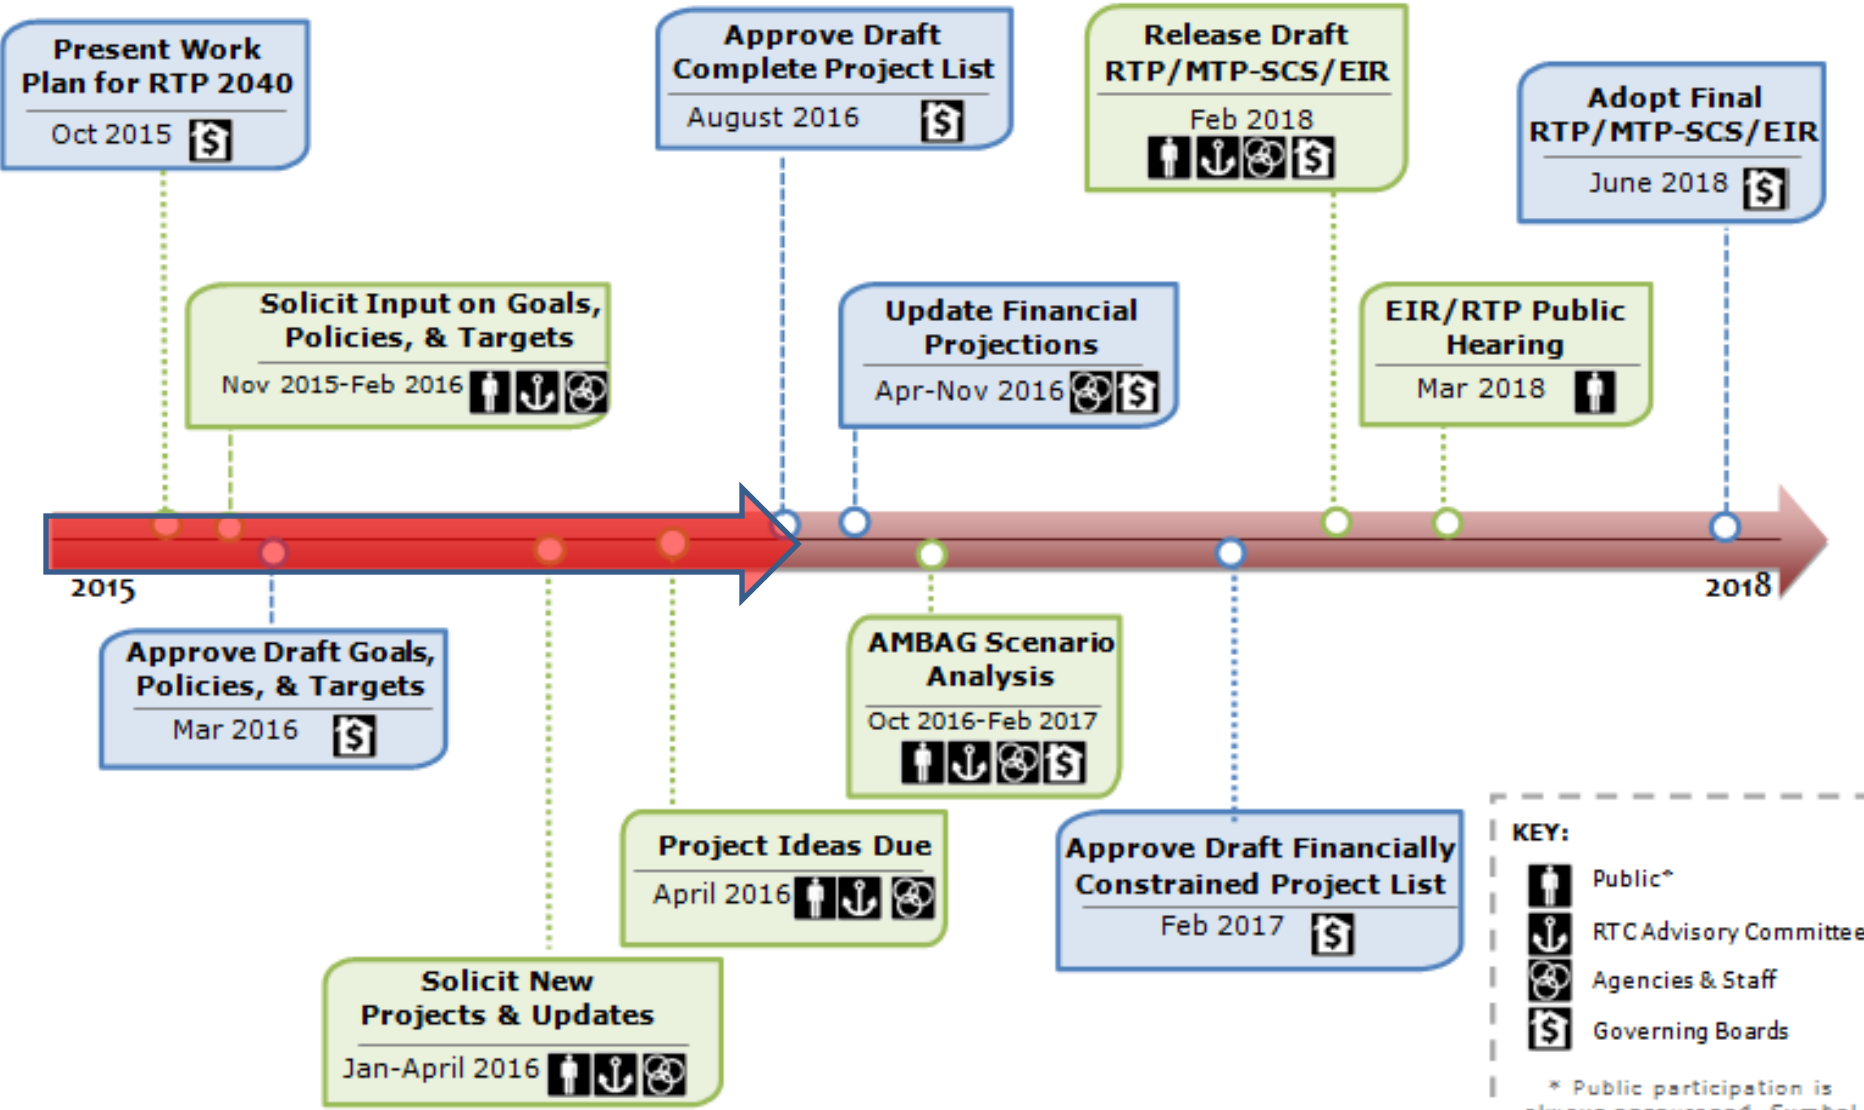 Present Work
Plan for RTP 2040
Oct 2015
Approve Draft
Complete Project List
August 2016
Release Draft
RTP/MTP-SCS/EIR
Feb 2018
Adopt Final
RTP/MTP-SCS/EIR
June 2018
Solicit Input on Goals,
Policies, & Targets
Nov 2015-Feb 2016
Update Financial
Projections
Apr-Nov 2016
EIR/RTP Public
Hearing
Mar 2018
2015
2018
Approve Draft Goals,
Policies, & Targets
Mar 2016
AMBAG Scenario
Analysis
Oct 2016-Feb 2017
Project Ideas Due
April 2016
Approve Draft Financially
Constrained Project List
Feb 2017
Solicit New
Projects & Updates
Jan-April 2016
KEY:
Public*
RTC Advisory Committee
Agencies & Staff
Governing Boards
* Public participation is